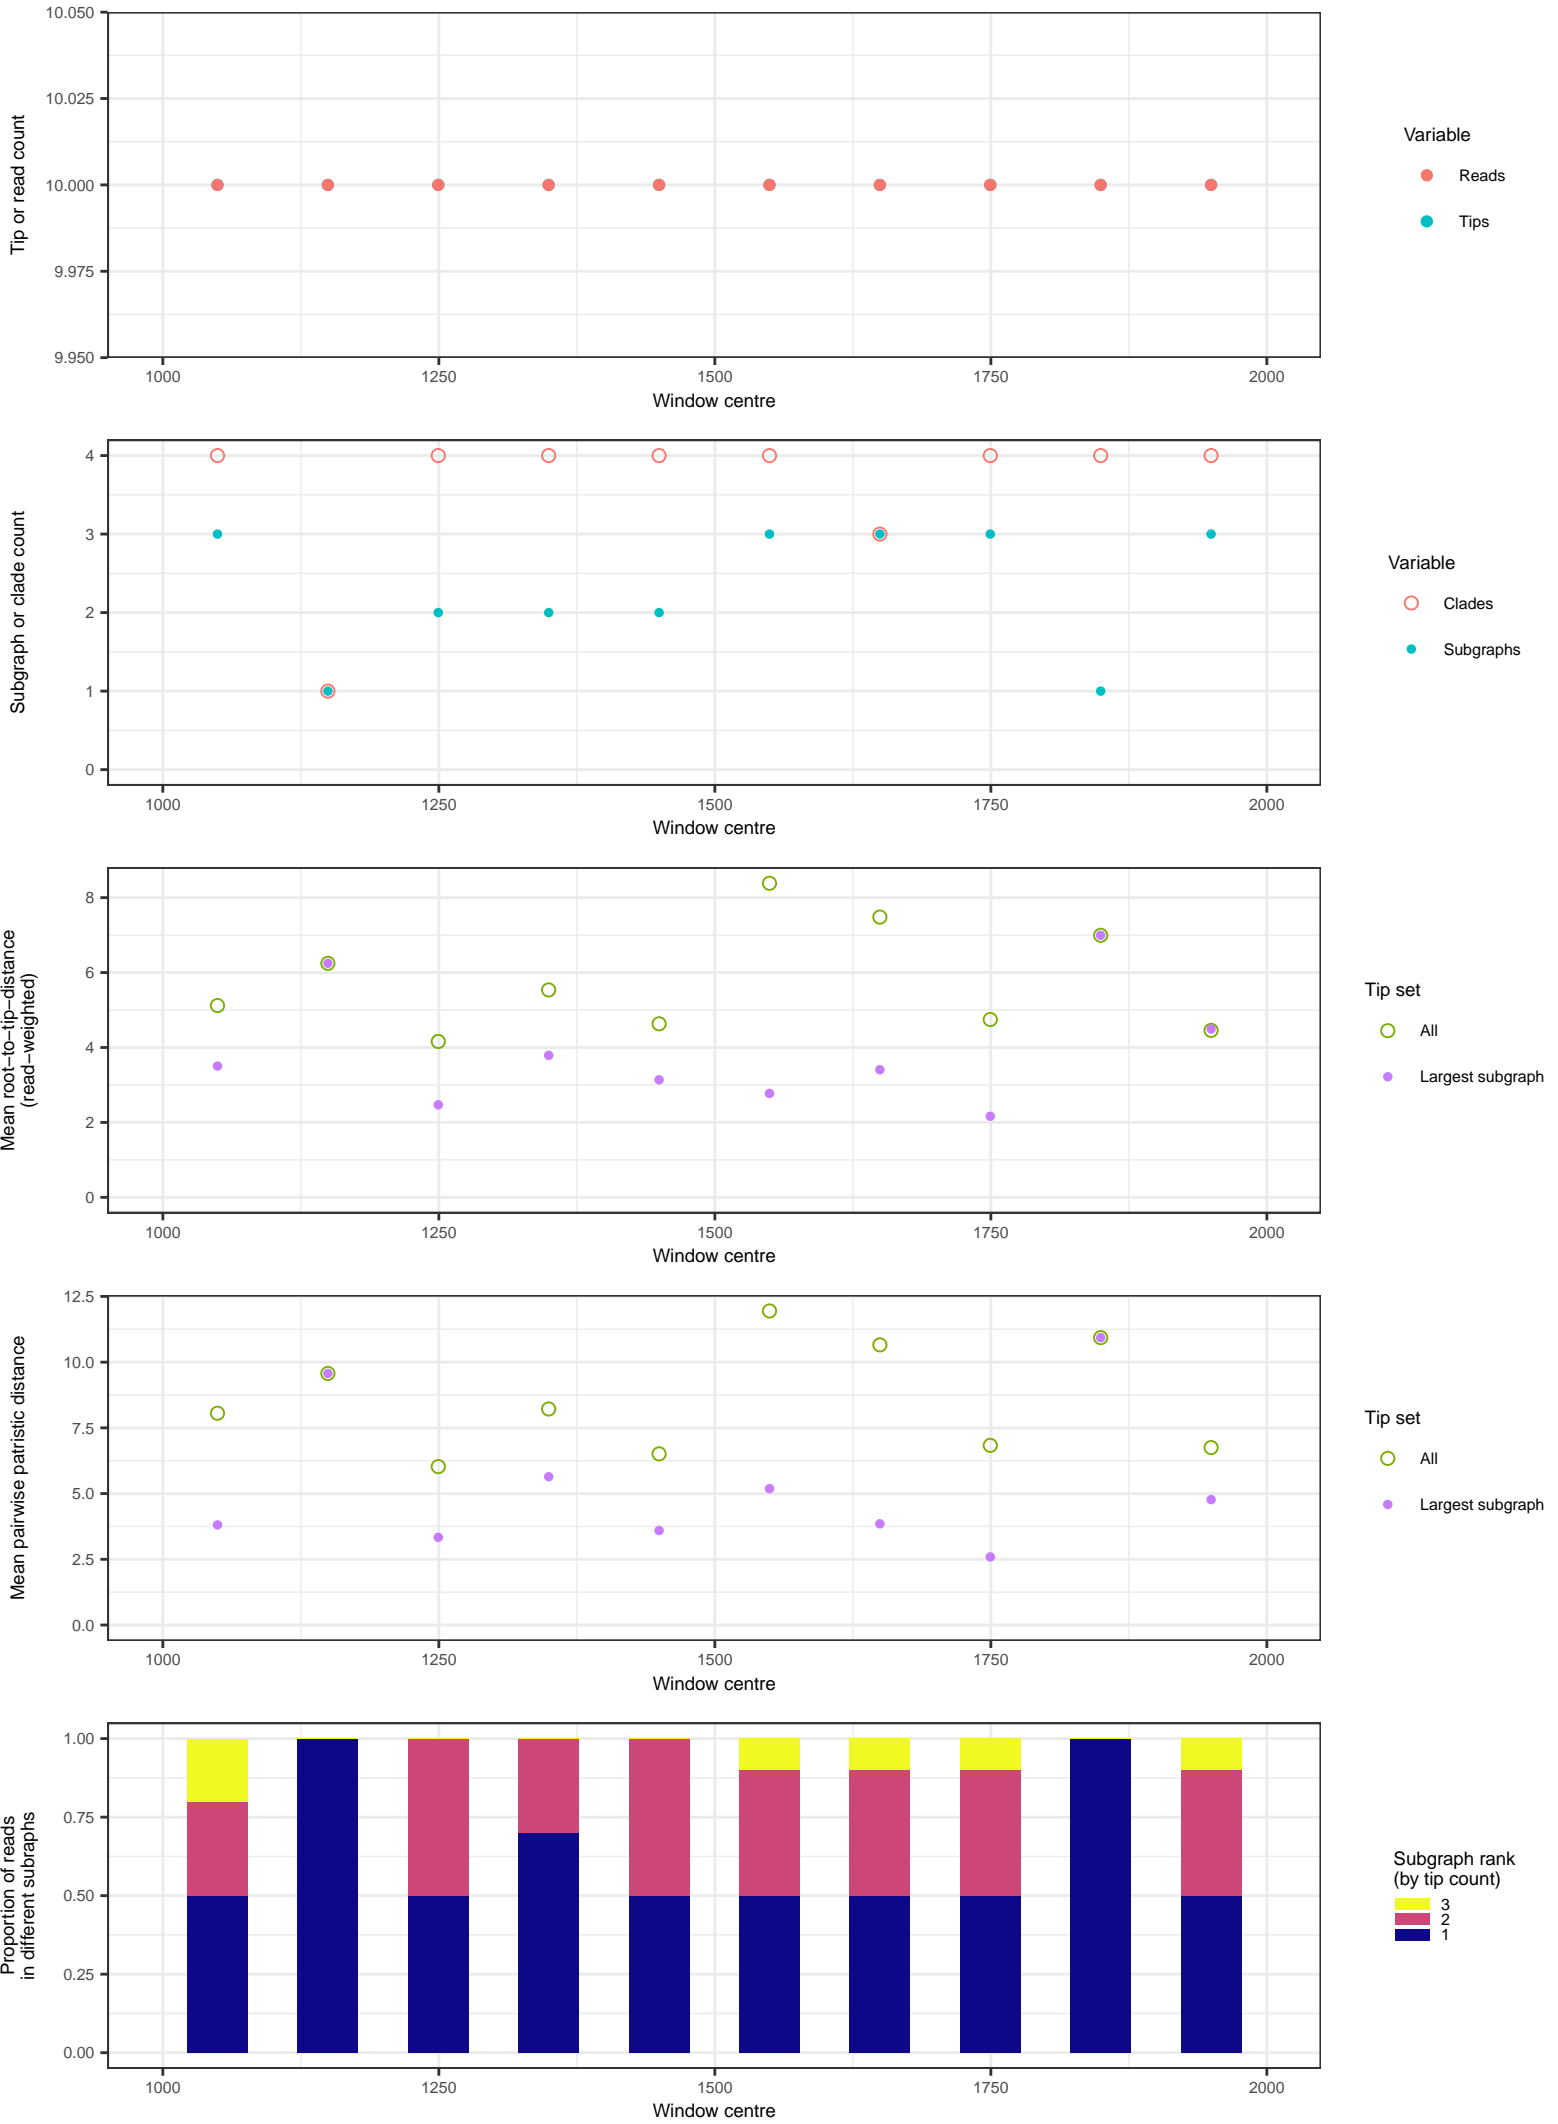 10.050
10.025
10.000
9.975
9.950
Tip or read count
1000
1250
1500
1750
2000
Window centre
Variable
Reads
Tips
4
3
2
1
0
Subgraph or clade count
1000
1250
1500
1750
2000
Window centre
Variable
Clades
Subgraphs
8
6
4
2
0
Mean root−to−tip−distance
(read−weighted)
1000
1250
1500
1750
2000
Window centre
Tip set
All
Largest subgraph
12.5
10.0
7.5
5.0
2.5
0.0
Mean pairwise patristic distance
1000
1250
1500
1750
2000
Window centre
Tip set
All
Largest subgraph
1.00
0.75
0.50
0.25
0.00
Proportion of reads
in different subraphs
1000
1250
1500
1750
2000
Window centre
Subgraph rank
(by tip count)
3
2
1